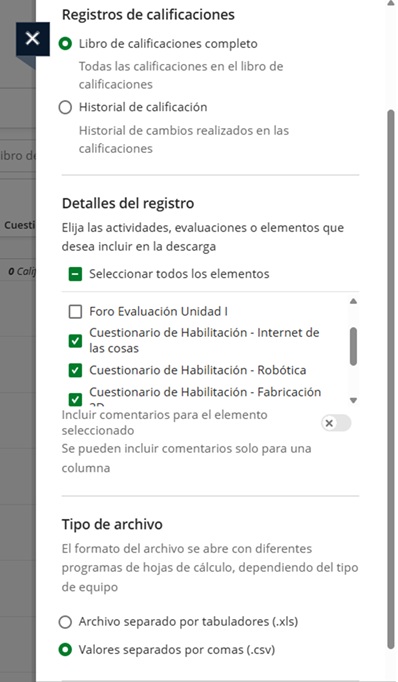 Registros de calificaciones
Libro de calificaciones completo
Todas las calificaciones en el libro de
calificaciones
Historial de calificación
Historial de cambios realizados en las
calificaciones
ibro de
Detalles del registro
Cuesti
Elija las actividades, evaluaciones o elementos que
desea incluir en la descarga
0 Calif
Seleccionar todos los elementos
Foro Evaluación Unidad I
Cuestionario de Habilitación - Internet de
las cosas
Cuestionario de Habilitación - Robótica
Cuestionario de Habilitación - Fabricación
3D
Incluir comentarios para el elemento
seleccionado
Se pueden incluir comentarios solo para una
columna
Tipo de archivo
El formato del archivo se abre con diferentes
programas de hojas de cálculo, dependiendo del tipo
de equipo
Archivo separado por tabuladores (.xls)
Valores separados por comas (.csv)